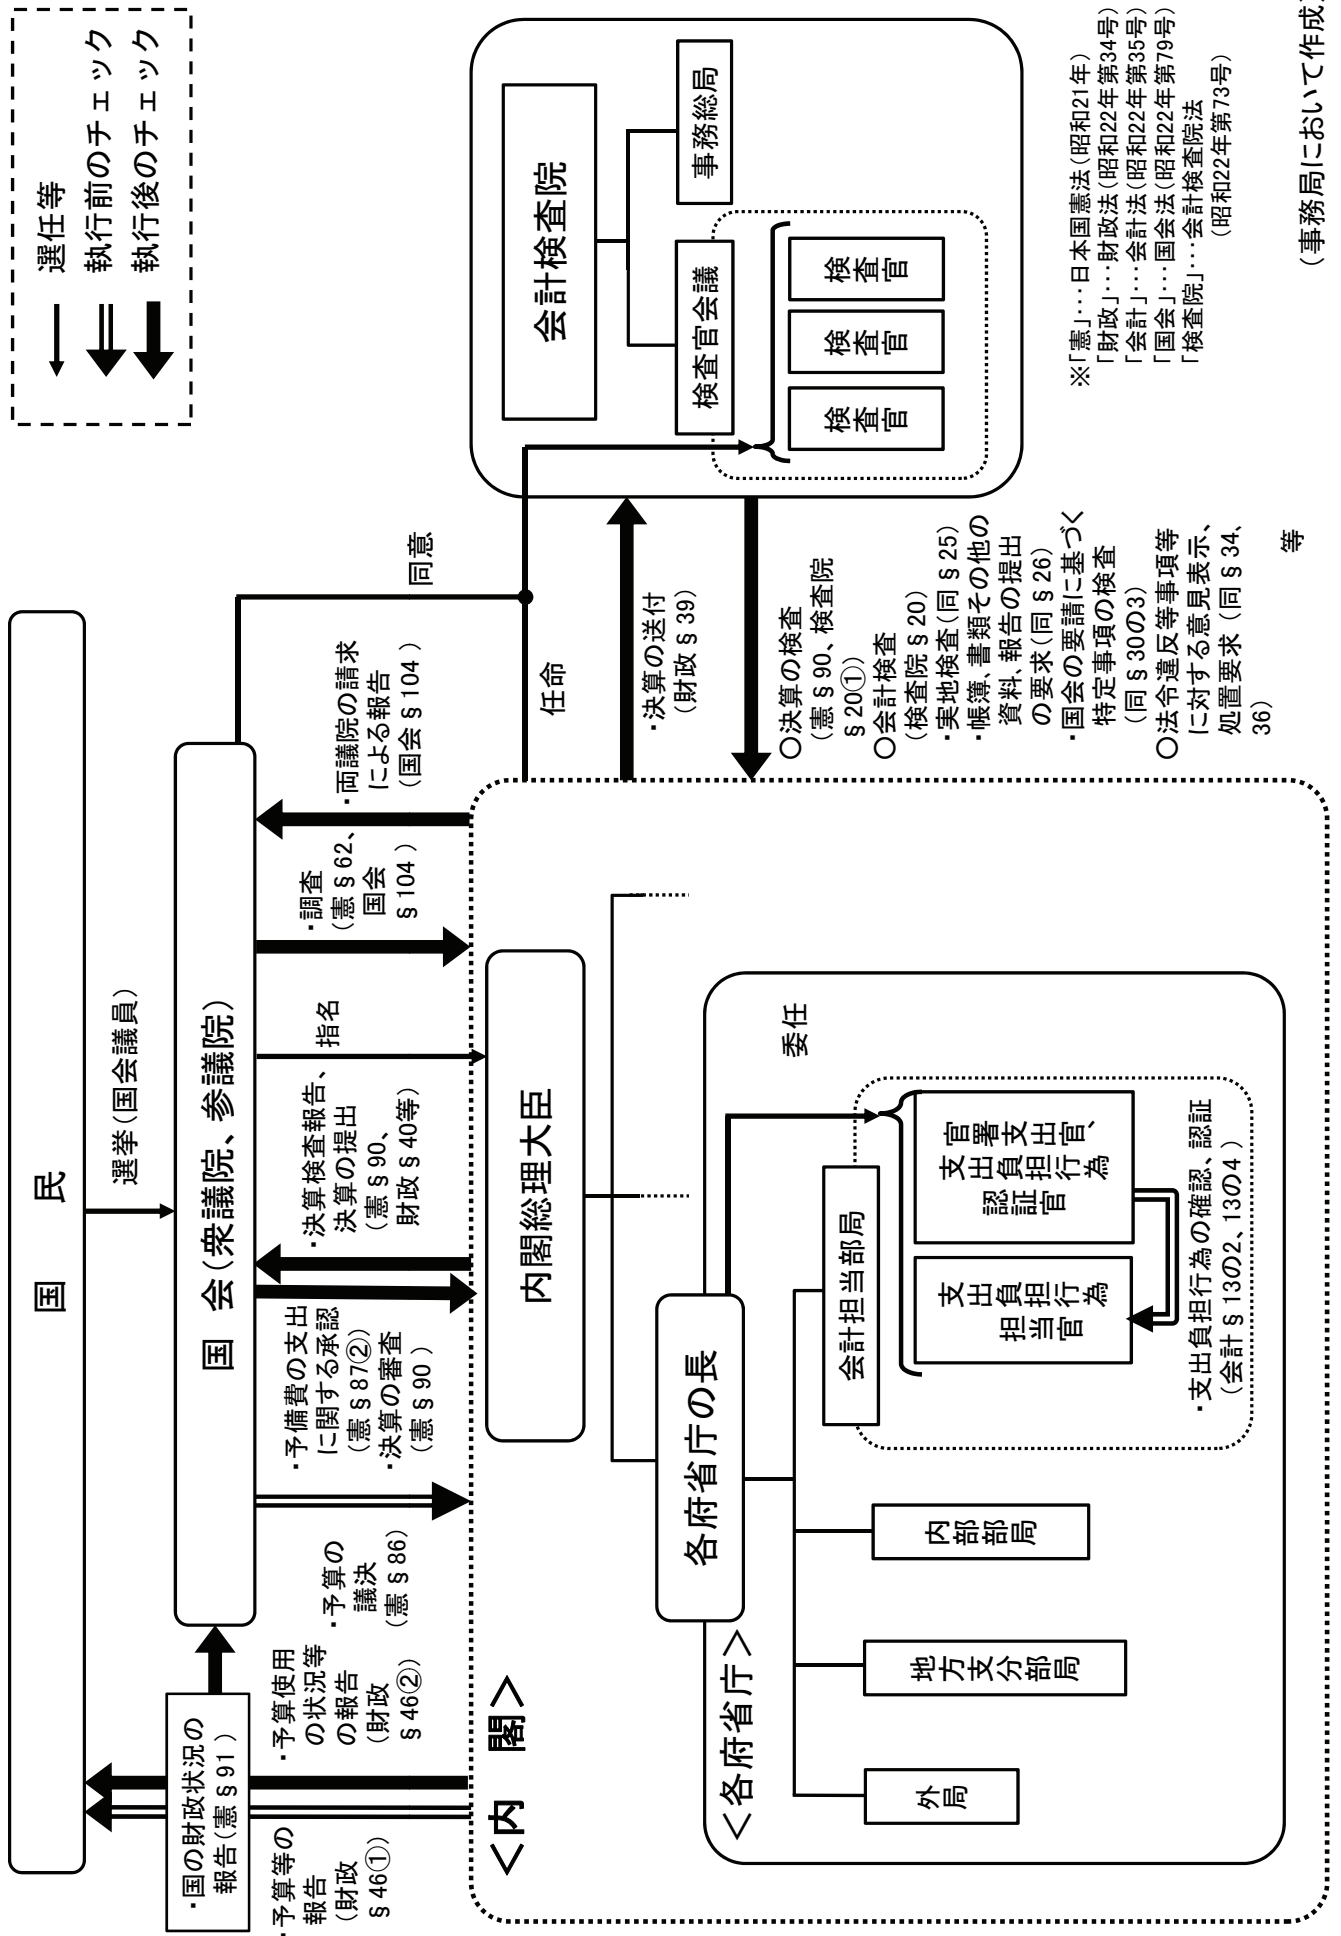 選任等
執行前のチェック
執行後のチェック
国　　民
選挙(国会議員)
国　会(衆議院、参議院)
・国の財政状況の
報告(憲§91)
・予算等の
報告
(財政
§46①)
・予算使用
の状況等
の報告
(財政
§46②)
・予算の
議決
(憲§86)
・予備費の支出
に関する承認
(憲§87②)
・決算の審査
(憲§90)
・決算検査報告、
決算の提出
(憲§90、
財政§40等)
指名
・調査
(憲§62、
国会
§104)
・両議院の請求
による報告
(国会§104)
同意
任命
<内　　閣>
内閣総理大臣
<各府省庁>
各府省庁の長
外局
地方支分部局
内部部局
会計担当部局
委任
支出負担行為
担当官
官署支出官、
支出負担行為
認証官
・支出負担行為の確認、認証
(会計§13の2、13の4)
・決算の送付
(財政§39)
○決算の検査
(憲§90、検査院
§20①)
○会計検査
(検査院§20)
・実地検査(同§25)
・帳簿、書類その他の
資料、報告の提出
の要求(同§26)
・国会の要請に基づく
特定事項の検査
(同§30の3)
○法令違反等事項等
に対する意見表示、
処置要求(同§34、
36)
等
会計検査院
検査官会議
事務総局
検査官
検査官
検査官
※「憲」…日本国憲法(昭和21年)
「財政」…財政法(昭和22年第34号)
「会計」…会計法(昭和22年第35号)
「国会」…国会法(昭和22年第79号)
「検査院」…会計検査院法
(昭和22年第73号)
(事務局において作成)